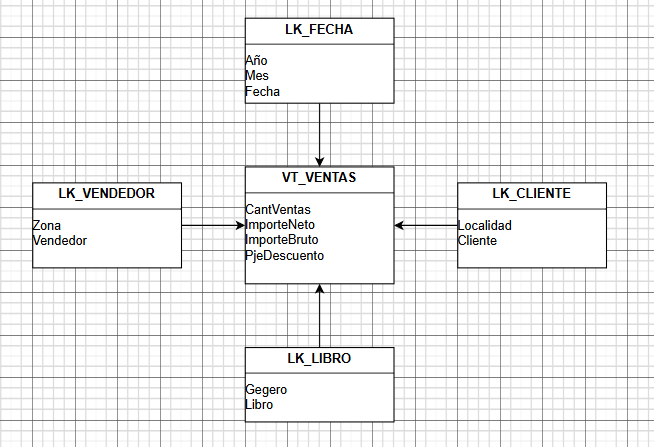 LK_FECHA
Año
Mes
Fecha
VT_VENTAS
CantVentas
ImporteNeto
ImporteBruto
PjeDescuento
LK_VENDEDOR
Zona
Vendedor
LK_CLIENTE
Localidad
Cliente
LK_LIBRO
Gegero
Libro